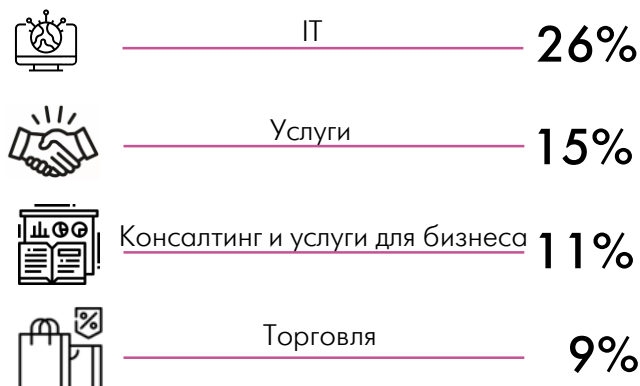 IT 26%
Услуги 15%
Консалтинг и услуги для бизнеса 11%
Торговля 9%
%